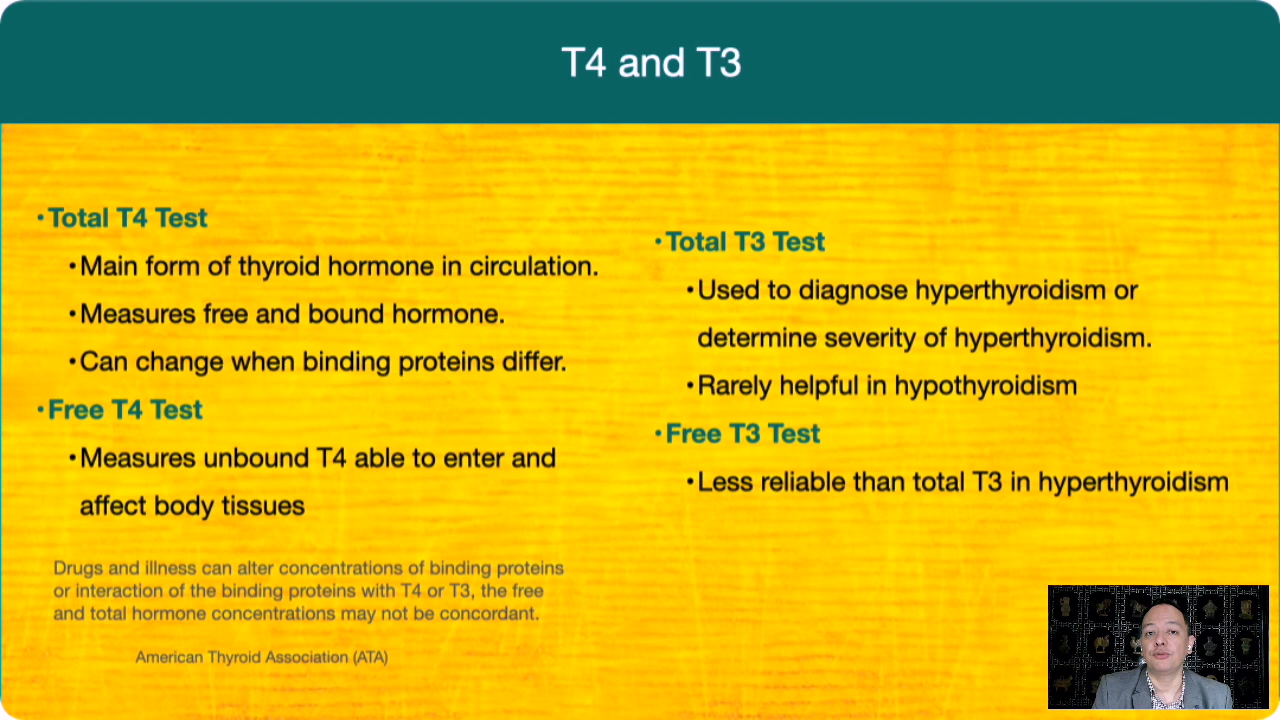 T4 and T3
•Total T4 Test
•Main form of thyroid hormone in circulation.
•Measures free and bound hormone.
•Can change when binding proteins differ.
•Free T4 Test
•Measures unbound T4 able to enter and
affect body tissues
Drugs and illness can alter concentrations of binding proteins
or interaction of the binding proteins with T4 or T3, the free
and total hormone concentrations may not be concordant.
American Thyroid Association (ATA)
•Total T3 Test
•Used to diagnose hyperthyroidism or
determine severity of hyperthyroidism.
•Rarely helpful in hypothyroidism
•Free T3 Test
•Less reliable than total T3 in hyperthyroidism